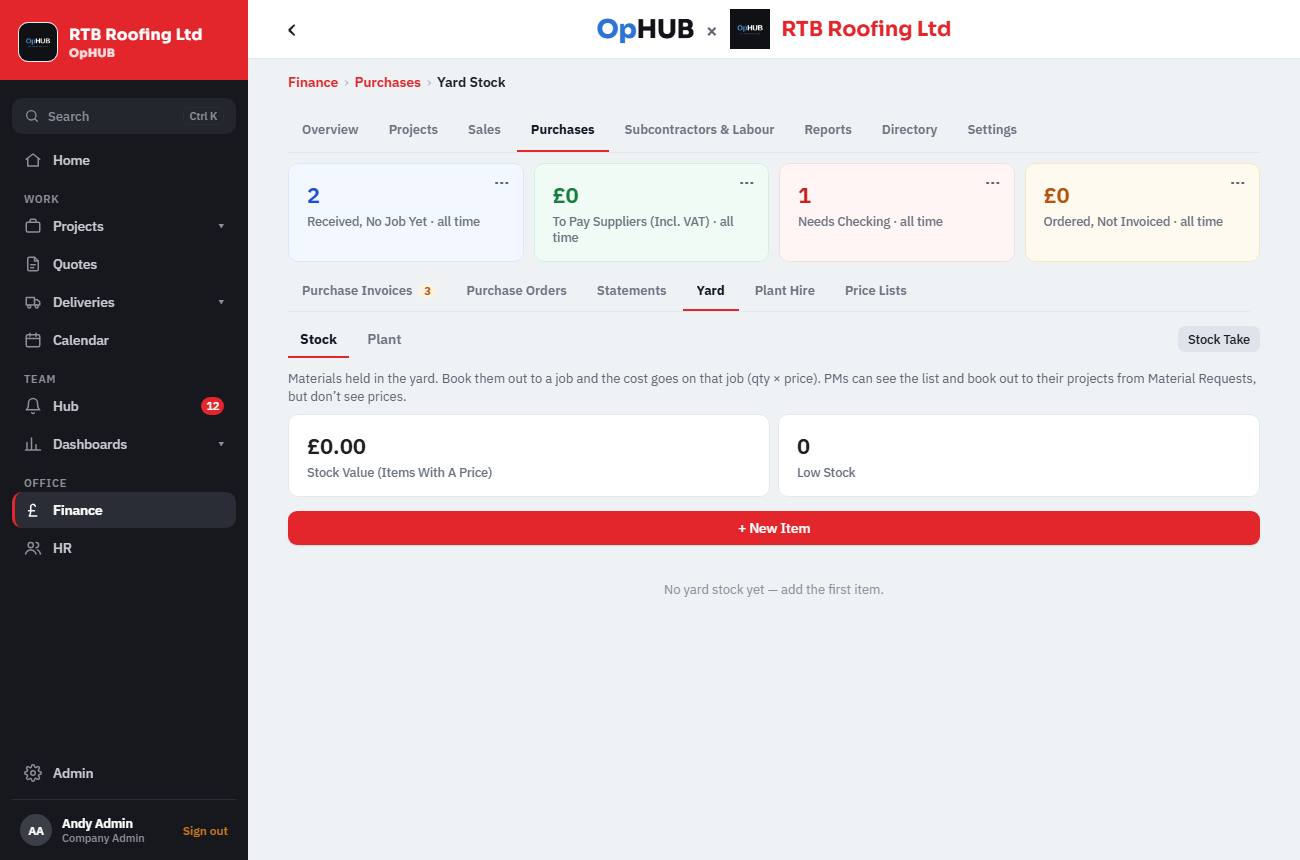 OpHUB
RTB Roofing Ltd
OpHUB
Search
Ctrl K
Home
WORK
Projects
Quotes
Deliveries
Calendar
TEAM
Hub
12
Dashboards
OFFICE
Finance
HR
Admin
AA
Andy Admin
Company Admin
Sign out
OpHUB × OpHUB RTB Roofing Ltd
Finance › Purchases › Yard Stock
Overview Projects Sales Purchases Subcontractors & Labour Reports Directory Settings
2
Received, No Job Yet · all time
£0
To Pay Suppliers (Incl. VAT) · all
time
1
Needs Checking · all time
£0
Ordered, Not Invoiced · all time
Purchase Invoices 3 Purchase Orders Statements Yard Plant Hire Price Lists
Stock Plant Stock Take
Materials held in the yard. Book them out to a job and the cost goes on that job (qty × price). PMs can see the list and book out to their projects from Material Requests,
but don't see prices.
£0.00
Stock Value (Items With A Price)
0
Low Stock
+ New Item
No yard stock yet — add the first item.